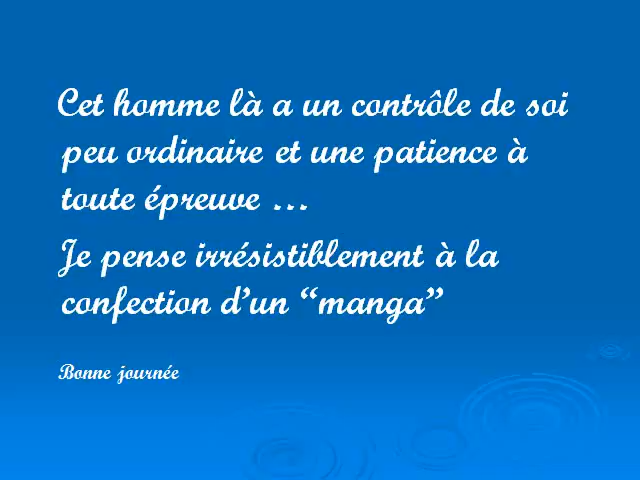 Cet homme là a un contrôle de soi
peu ordinaire et une patience à
toute épreuve ...
Je pense irrésistiblement à la
confection d’un “manga”
Bonne journée